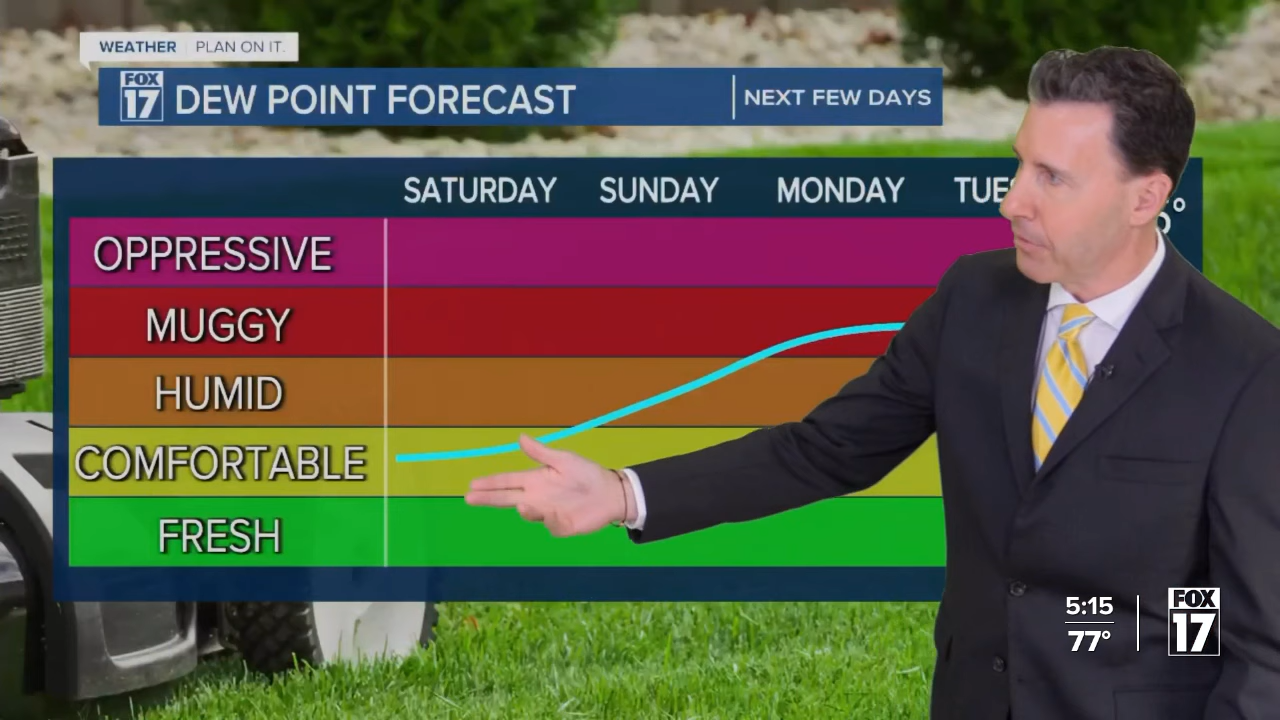 WEATHER PLAN ON IT.
FOX 17 DEW POINT FORECAST NEXT FEW DAYS
SATURDAY SUNDAY MONDAY
OPPRESSIVE
MUGGY
HUMID
COMFORTABLE
FRESH
5:15
77°
FOX
17